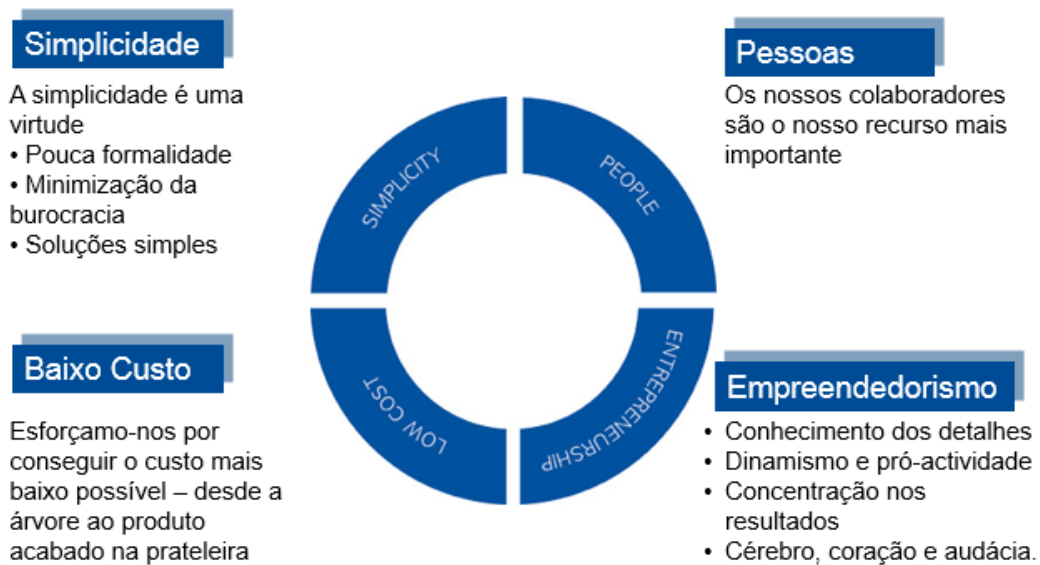 Simplicidade
A simplicidade é uma
virtude
• Pouca formalidade
• Minimização da
burocracia
• Soluções simples
Pessoas
Os nossos colaboradores
são o nosso recurso mais
importante
SIMPLICITY
PEOPLE
LOW COST
ENTREPRENEURSHIP
Baixo Custo
Esforçamo-nos por
conseguir o custo mais
baixo possível – desde a
árvore ao produto
acabado na prateleira
Empreendedorismo
• Conhecimento dos detalhes
• Dinamismo e pró-actividade
• Concentração nos
resultados
• Cérebro, coração e audácia.